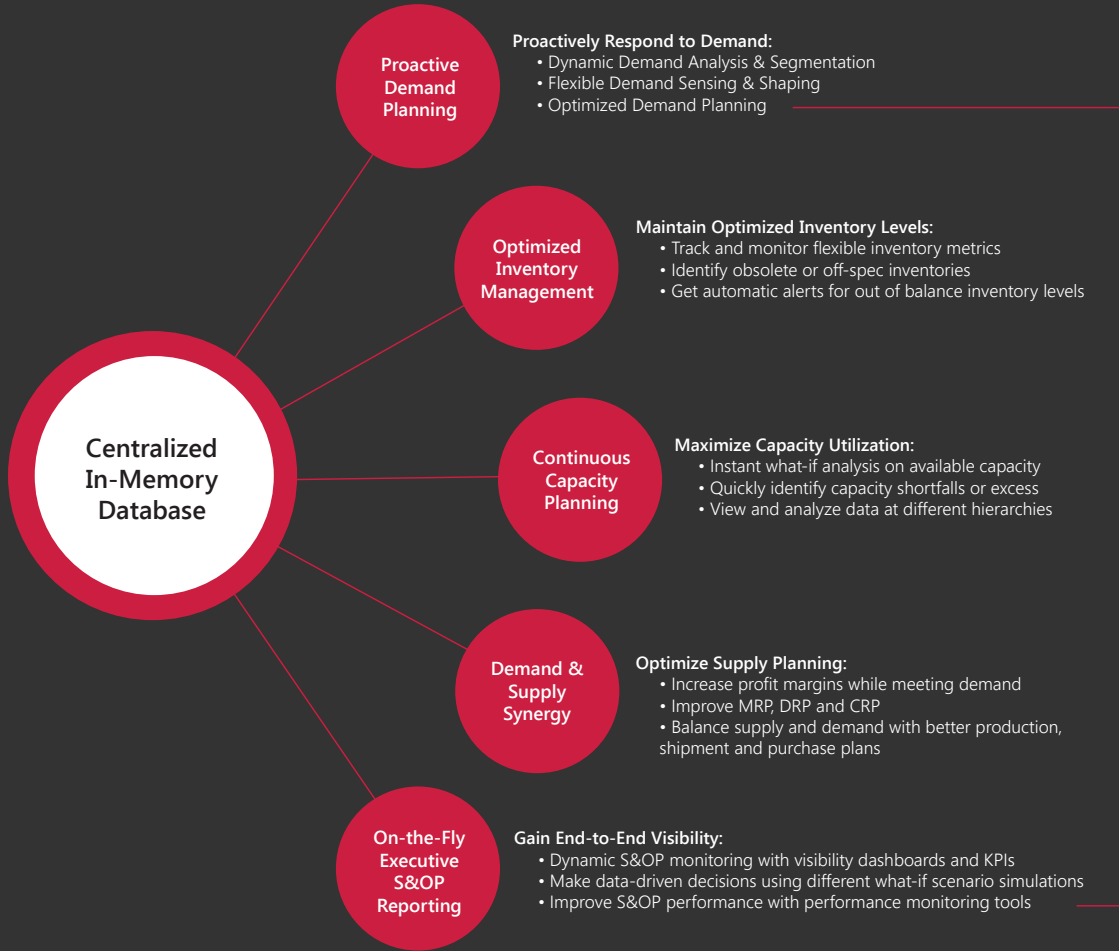 Proactive
Demand
Planning
Proactively Respond to Demand:
• Dynamic Demand Analysis & Segmentation
• Flexible Demand Sensing & Shaping
• Optimized Demand Planning
Optimized
Inventory
Management
Maintain Optimized Inventory Levels:
• Track and monitor flexible inventory metrics
• Identify obsolete or off-spec inventories
• Get automatic alerts for out of balance inventory levels
Centralized
In-Memory
Database
Continuous
Capacity
Planning
Maximize Capacity Utilization:
• Instant what-if analysis on available capacity
• Quickly identify capacity shortfalls or excess
• View and analyze data at different hierarchies
Demand &
Supply
Synergy
Optimize Supply Planning:
• Increase profit margins while meeting demand
• Improve MRP, DRP and CRP
• Balance supply and demand with better production,
shipment and purchase plans
On-the-Fly
Executive
S&OP
Reporting
Gain End-to-End Visibility:
• Dynamic S&OP monitoring with visibility dashboards and KPIs
• Make data-driven decisions using different what-if scenario simulations
• Improve S&OP performance with performance monitoring tools